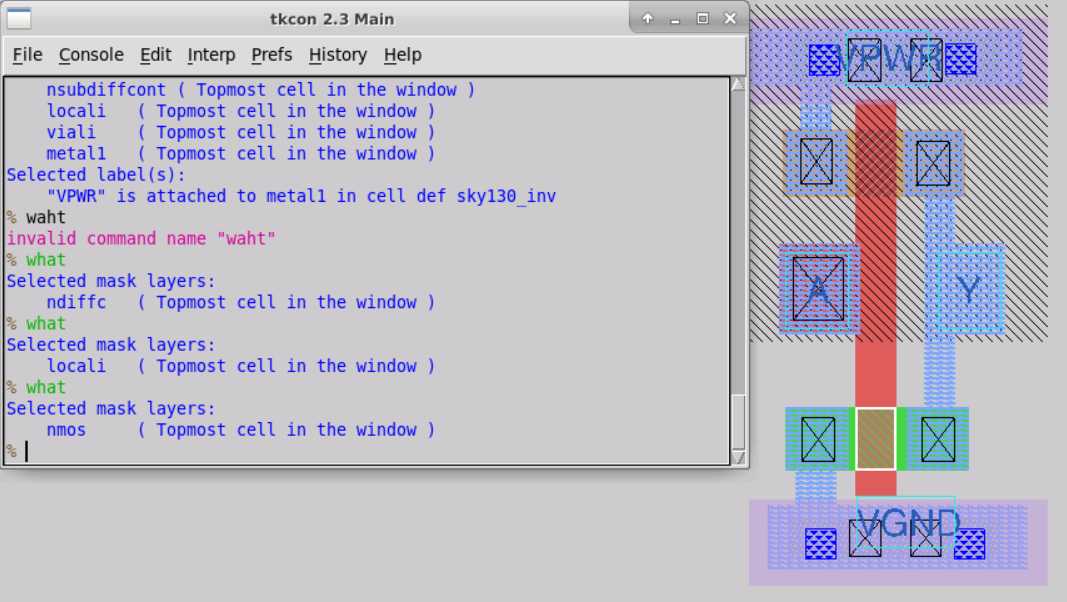 tkcon 2.3 Main
File Console Edit Interp Prefs History Help
nsubdiffcont ( Topmost cell in the window )
locali ( Topmost cell in the window )
viali ( Topmost cell in the window )
metal1 ( Topmost cell in the window )
Selected label(s):
"VPWR" is attached to metal1 in cell def sky130_inv
% waht
invalid command name "waht"
% what
Selected mask layers:
ndiffc ( Topmost cell in the window )
% what
Selected mask layers:
locali ( Topmost cell in the window )
% what
Selected mask layers:
nmos ( Topmost cell in the window )
%
VPWR
A
Y
VGND